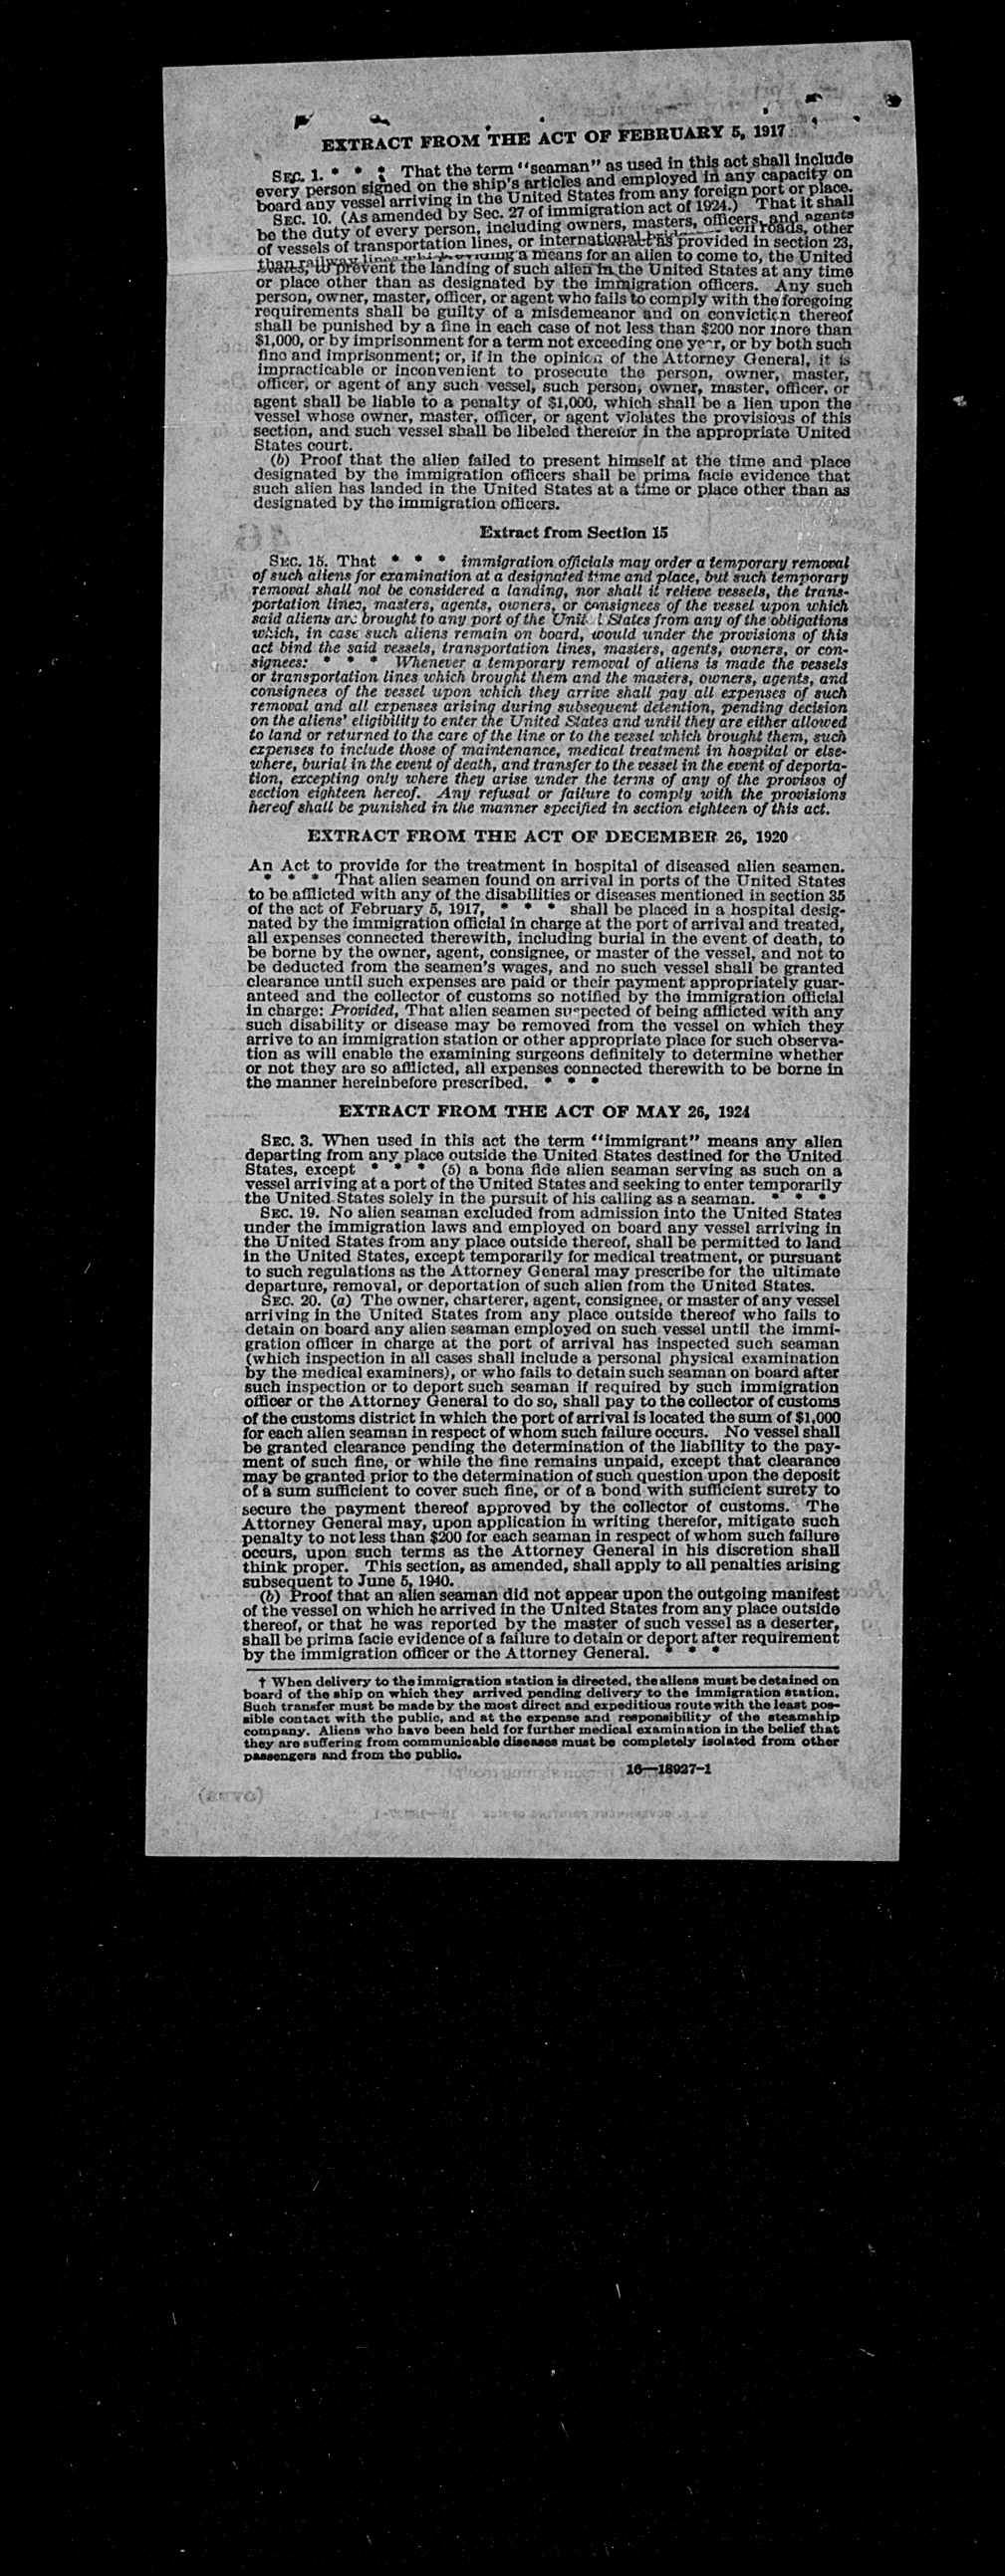 EXTRACT FROM THE ACT OF FEBRUARY 5, 1917
SEC. 1. * * * That the term "seaman" as used in this act shall include
every person signed on the ship's articles and employed in any capacity on
board any vessel arriving in the United States from any foreign port or place.
SEC. 10. (As amended by Sec. 27 of immigration act of 1924.) That it shall
be the duty of every person, including owners, masters, officers, and agents
of vessels of transportation lines, or international
roads, other
than railway lines
as provided in section 23,
a means for an alien to come to, the United
States, to prevent the landing of such alien in the United States at any time
or place other than as designated by the immigration officers. Any such
person, owner, master, officer, or agent who fails to comply with the foregoing
requirements shall be guilty of a misdemeanor and on conviction thereof
shall be punished by a fine in each case of not less than $200 nor more than
$1,000, or by imprisonment for a term not exceeding one year, or by both such
fine and imprisonment; or, if in the opinion of the Attorney General, it is
impracticable or inconvenient to prosecute the person, owner, master,
officer, or agent of any such vessel, such person, owner, master, officer, or
agent shall be liable to a penalty of $1,000, which shall be a lien upon the
vessel whose owner, master, officer, or agent violates the provisions of this
section, and such vessel shall be libeled therefor in the appropriate United
States court.
(b) Proof that the alien failed to present himself at the time and place
designated by the immigration officers shall be prima facie evidence that
such alien has landed in the United States at a time or place other than as
designated by the immigration officers.
Extract from Section 15
SEC. 15. That * * * immigration officials may order a temporary removal
of such aliens for examination at a designated time and place, but such temporary
removal shall not be considered a landing, nor shall it relieve vessels, the trans-
portation lines, masters, agents, owners, or consignees of the vessel upon which
said aliens are brought to any port of the United States from any of the obligations
which, in case such aliens remain on board, would under the provisions of this
act bind the said vessels, transportation lines, masters, agents, owners, or con-
signees: * * * Whenever a temporary removal of aliens is made the vessels
or transportation lines which brought them and the masters, owners, agents, and
consignees of the vessel upon which they arrive shall pay all expenses of such
removal and all expenses arising during subsequent detention, pending decision
on the aliens' eligibility to enter the United States and until they are either allowed
to land or returned to the care of the line or to the vessel which brought them, such
expenses to include those of maintenance, medical treatment in hospital or else-
where, burial in the event of death, and transfer to the vessel in the event of deporta-
tion, excepting only where they arise under the terms of any of the provisos of
section eighteen hereof. Any refusal or failure to comply with the provisions
hereof shall be punished in the manner specified in section eighteen of this act.
EXTRACT FROM THE ACT OF DECEMBER 26, 1920
An Act to provide for the treatment in hospital of diseased alien seamen.
* * * That alien seamen found on arrival in ports of the United States
to be afflicted with any of the disabilities or diseases mentioned in section 35
of the act of February 5, 1917, * * * shall be placed in a hospital desig-
nated by the immigration official in charge at the port of arrival and treated,
all expenses connected therewith, including burial in the event of death, to
be borne by the owner, agent, consignee, or master of the vessel, and not to
be deducted from the seamen's wages, and no such vessel shall be granted
clearance until such expenses are paid or their payment appropriately guar-
anteed and the collector of customs so notified by the immigration official
in charge: Provided, That alien seamen suspected of being afflicted with any
such disability or disease may be removed from the vessel on which they
arrive to an immigration station or other appropriate place for such observa-
tion as will enable the examining surgeons definitely to determine whether
or not they are so afflicted, all expenses connected therewith to be borne in
the manner hereinbefore prescribed. * * *
EXTRACT FROM THE ACT OF MAY 26, 1924
SEC. 3. When used in this act the term "immigrant" means any alien
departing from any place outside the United States destined for the United
States, except * * * (5) a bona fide alien seaman serving as such on a
vessel arriving at a port of the United States and seeking to enter temporarily
the United States solely in the pursuit of his calling as a seaman. * * *
SEC. 19. No alien seaman excluded from admission into the United States
under the immigration laws and employed on board any vessel arriving in
the United States from any place outside thereof, shall be permitted to land
in the United States, except temporarily for medical treatment, or pursuant
to such regulations as the Attorney General may prescribe for the ultimate
departure, removal, or deportation of such alien from the United States.
SEC. 20. (a) The owner, charterer, agent, consignee, or master of any vessel
arriving in the United States from any place outside thereof who fails to
detain on board any alien seaman employed on such vessel until the immi-
gration officer in charge at the port of arrival has inspected such seaman
(which inspection in all cases shall include a personal physical examination
by the medical examiners), or who fails to detain such seaman on board after
such inspection or to deport such seaman if required by such immigration
officer or the Attorney General to do so, shall pay to the collector of customs
of the customs district in which the port of arrival is located the sum of $1,000
for each alien seaman in respect of whom such failure occurs. No vessel shall
be granted clearance pending the determination of the liability to the pay-
ment of such fine, or while the fine remains unpaid, except that clearance
may be granted prior to the determination of such question upon the deposit
of a sum sufficient to cover such fine, or of a bond with sufficient surety to
secure the payment thereof approved by the collector of customs. The
Attorney General may, upon application in writing therefor, mitigate such
penalty to not less than $200 for each seaman in respect of whom such failure
occurs, upon such terms as the Attorney General in his discretion shall
think proper. This section, as amended, shall apply to all penalties arising
subsequent to June 5, 1940.
(b) Proof that an alien seaman did not appear upon the outgoing manifest
of the vessel on which he arrived in the United States from any place outside
thereof, or that he was reported by the master of such vessel as a deserter,
shall be prima facie evidence of a failure to detain or deport after requirement
by the immigration officer or the Attorney General. * * *
† When delivery to the immigration station is directed, the aliens must be detained on
board of the ship on which they arrived pending delivery to the immigration station.
Such transfer must be made by the most direct and expeditious route with the least pos-
sible contact with the public, and at the expense and responsibility of the steamship
company. Aliens who have been held for further medical examination in the belief that
they are suffering from communicable diseases must be completely isolated from other
passengers and from the public.
16—18927-1